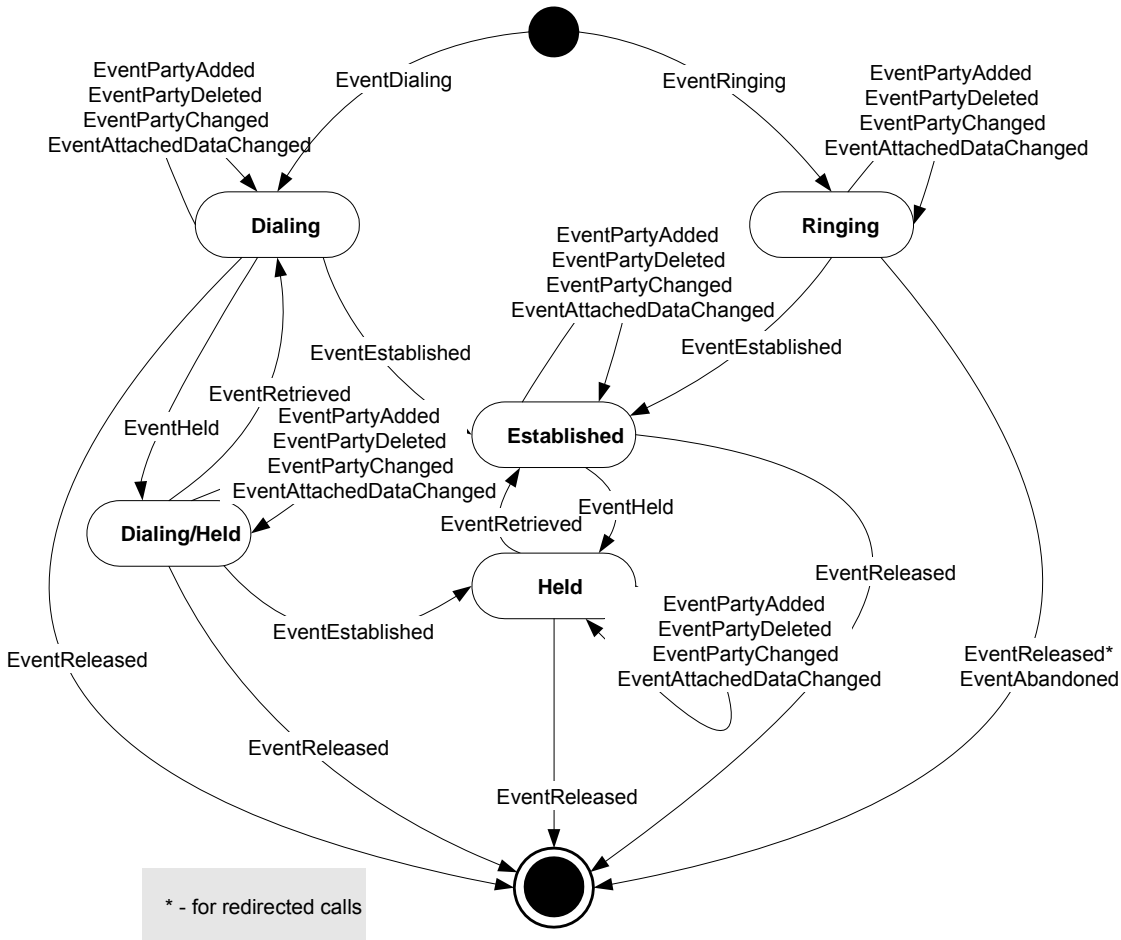 EventPartyAdded
EventPartyDeleted
EventPartyChanged
EventAttachedDataChanged
EventDialing
EventRinging
EventPartyAdded
EventPartyDeleted
EventPartyChanged
EventAttachedDataChanged
Dialing
Ringing
EventPartyAdded
EventPartyDeleted
EventPartyChanged
EventAttachedDataChanged
EventEstablished
EventEstablished
EventRetrieved
EventHeld
EventPartyAdded
EventPartyDeleted
EventPartyChanged
EventAttachedDataChanged
Established
EventRetrieved
EventHeld
Dialing/Held
Held
EventReleased
EventEstablished
EventPartyAdded
EventPartyDeleted
EventPartyChanged
EventAttachedDataChanged
EventReleased
EventReleased*
EventAbandoned
EventReleased
EventReleased
* - for redirected calls